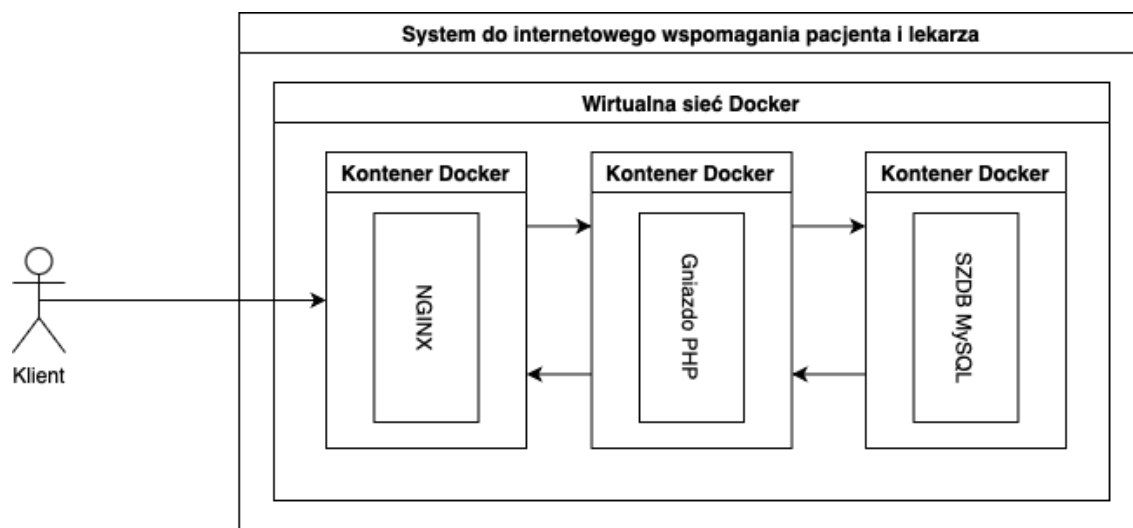 System do internetowego wspomagania pacjenta i lekarza
Wirtualna sieć Docker
Kontener Docker
Kontener Docker
Kontener Docker
NGINX
Gniazdo PHP
SZDB MySQL
Klient